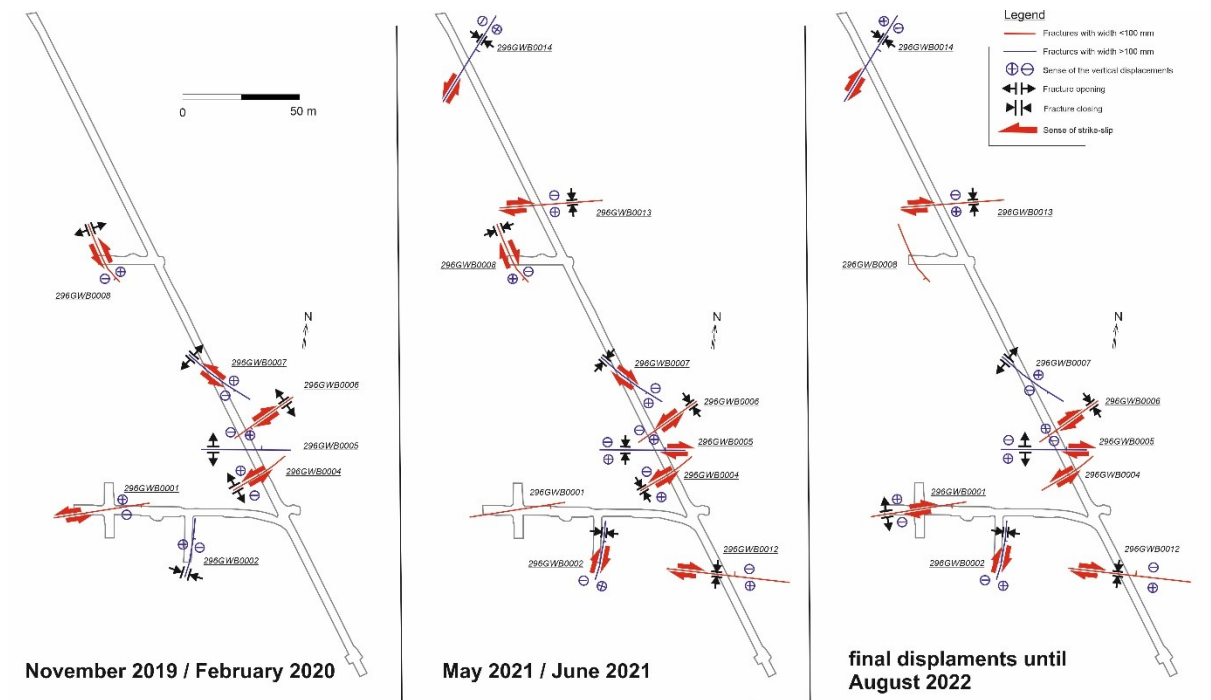 N
0
50 m
296GWB0008
296GWB0007
296GWB0006
296GWB0005
296GWB0004
296GWB0001
296GWB0002
November 2019 / February 2020
296GWB0014
296GWB0013
296GWB0008
N
296GWB0007
296GWB0006
296GWB0005
296GWB0004
296GWB0001
296GWB0002
296GWB0012
May 2021 / June 2021
Legend
Fractures with width <100 mm
Fractures with width >100 mm
Sense of the vertical displacements
Fracture opening
Fracture closing
Sense of strike-slip
296GWB0014
296GWB0013
296GWB0008
N
296GWB0007
296GWB0006
296GWB0005
296GWB0004
296GWB0001
296GWB0002
296GWB0012
final displaments until
August 2022